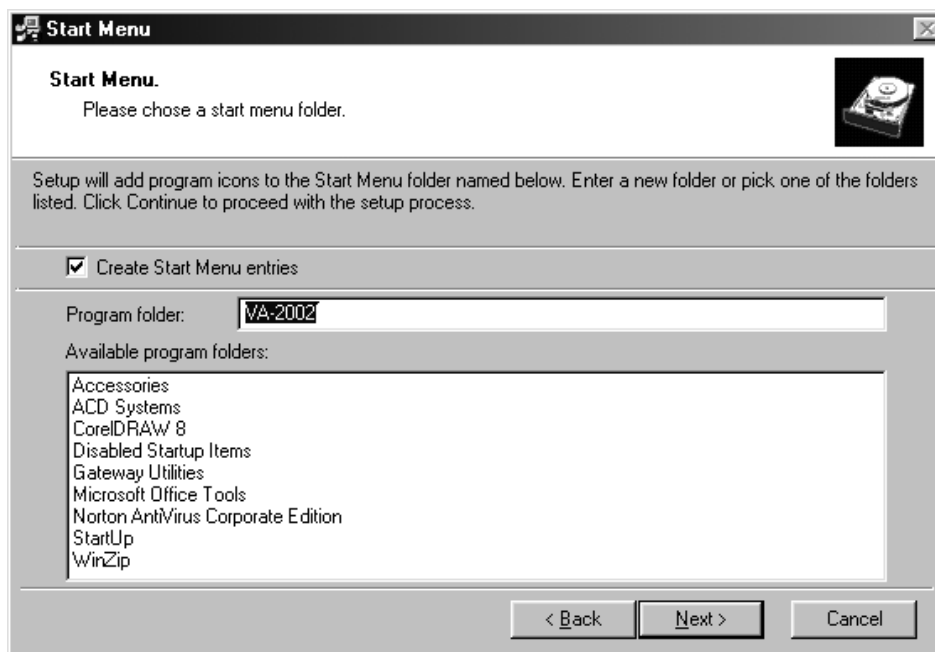 Start Menu
Start Menu.
Please chose a start menu folder.
Setup will add program icons to the Start Menu folder named below. Enter a new folder or pick one of the folders
listed. Click Continue to proceed with the setup process.
Create Start Menu entries
Program folder: VA-2002
Available program folders:
Accessories
ACD Systems
CorelDRAW 8
Disabled Startup Items
Gateway Utilities
Microsoft Office Tools
Norton AntiVirus Corporate Edition
StartUp
WinZip
< Back Next > Cancel